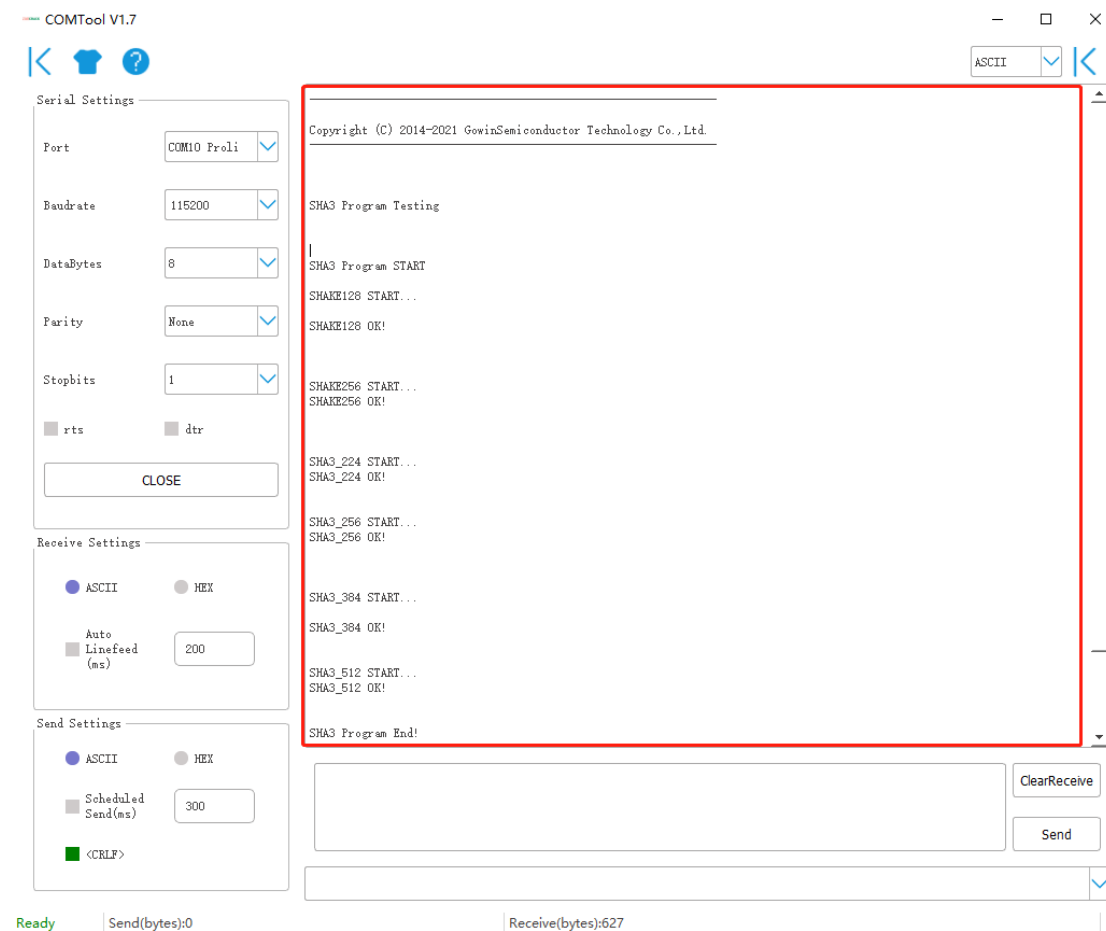 COMTool V1.7
ASCII
Serial Settings
Port
COM10 Proli
Baudrate
115200
DataBytes
8
Parity
None
Stopbits
1
rts
dtr
CLOSE
Receive Settings
ASCII
HEX
Auto
Linefeed
(ms)
200
Send Settings
ASCII
HEX
Scheduled
Send(ms)
300
<CRLF>
Copyright (C) 2014-2021 GowinSemiconductor Technology Co.,Ltd.
SHA3 Program Testing
SHA3 Program START
SHAKE128 START...
SHAKE128 OK!
SHAKE256 START...
SHAKE256 OK!
SHA3_224 START...
SHA3_224 OK!
SHA3_256 START...
SHA3_256 OK!
SHA3_384 START...
SHA3_384 OK!
SHA3_512 START...
SHA3_512 OK!
SHA3 Program End!
ClearReceive
Send
Ready
Send(bytes):0
Receive(bytes):627